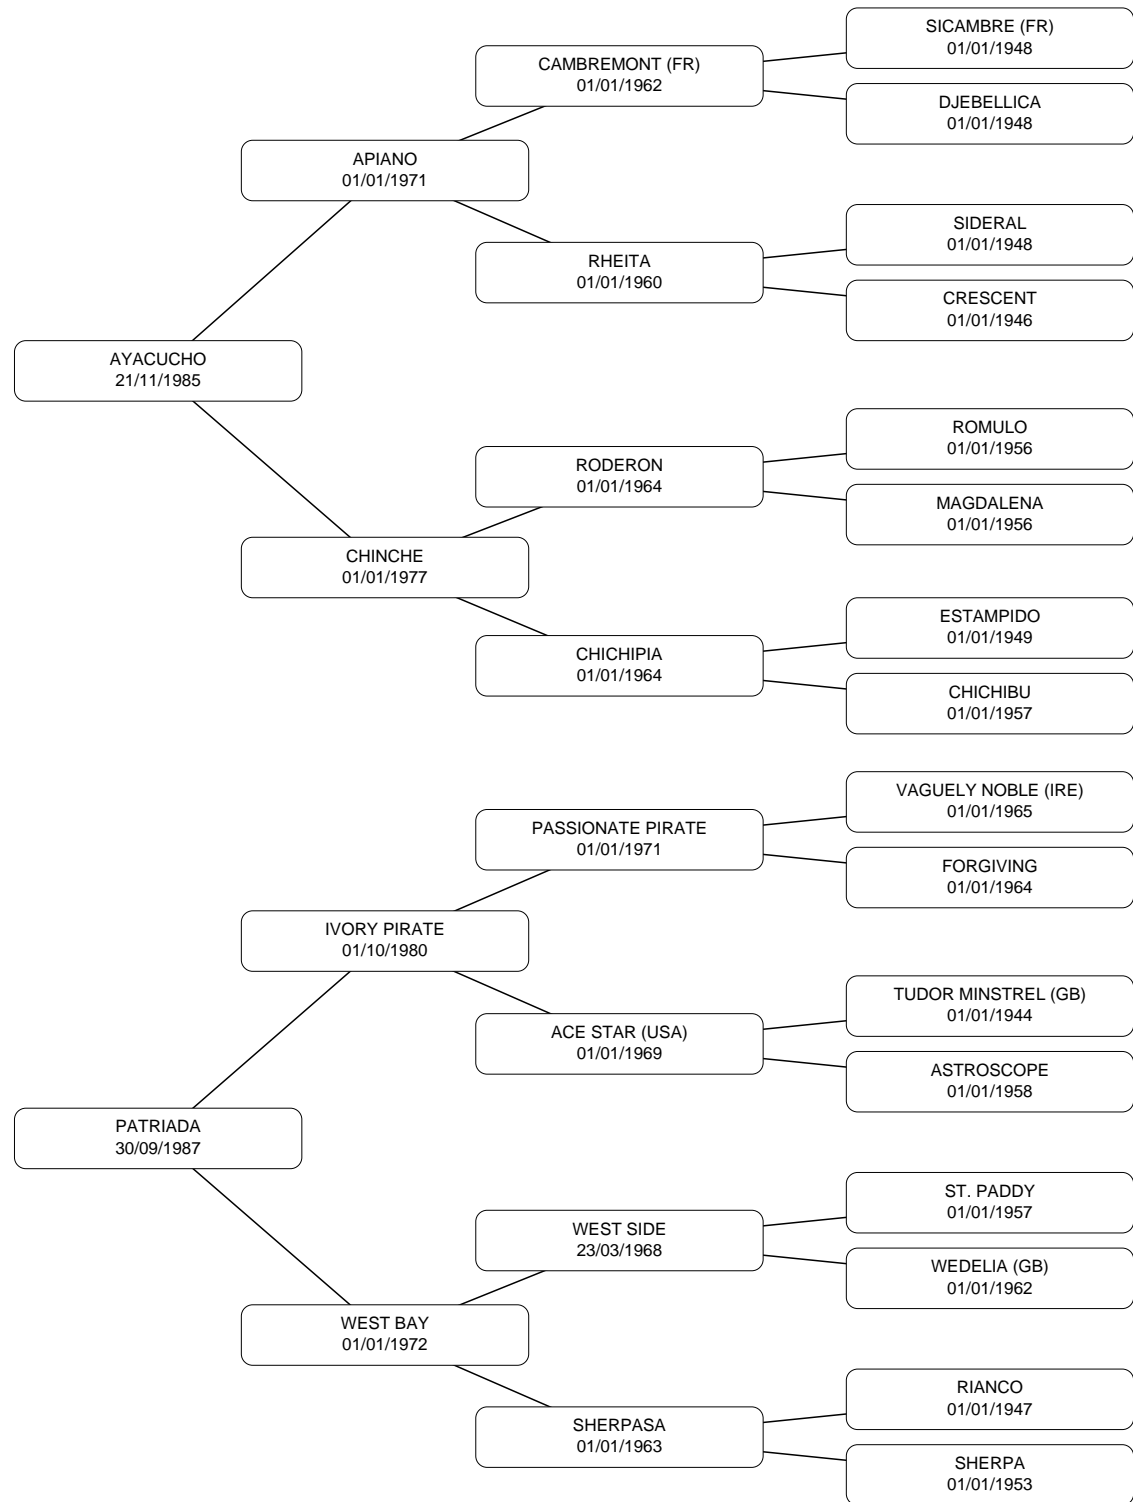 SICAMBRE (FR)
01/01/1948
CAMBREMONT (FR)
01/01/1962
DJEBELLICA
01/01/1948
APIANO
01/01/1971
SIDERAL
01/01/1948
RHEITA
01/01/1960
CRESCENT
01/01/1946
AYACUCHO
21/11/1985
ROMULO
01/01/1956
RODERON
01/01/1964
MAGDALENA
01/01/1956
CHINCHE
01/01/1977
ESTAMPIDO
01/01/1949
CHICHIPIA
01/01/1964
CHICHIBU
01/01/1957
VAGUELY NOBLE (IRE)
01/01/1965
PASSIONATE PIRATE
01/01/1971
FORGIVING
01/01/1964
IVORY PIRATE
01/10/1980
TUDOR MINSTREL (GB)
01/01/1944
ACE STAR (USA)
01/01/1969
ASTROSCOPE
01/01/1958
PATRIADA
30/09/1987
ST. PADDY
01/01/1957
WEST SIDE
23/03/1968
WEDELIA (GB)
01/01/1962
WEST BAY
01/01/1972
RIANCO
01/01/1947
SHERPASA
01/01/1963
SHERPA
01/01/1953